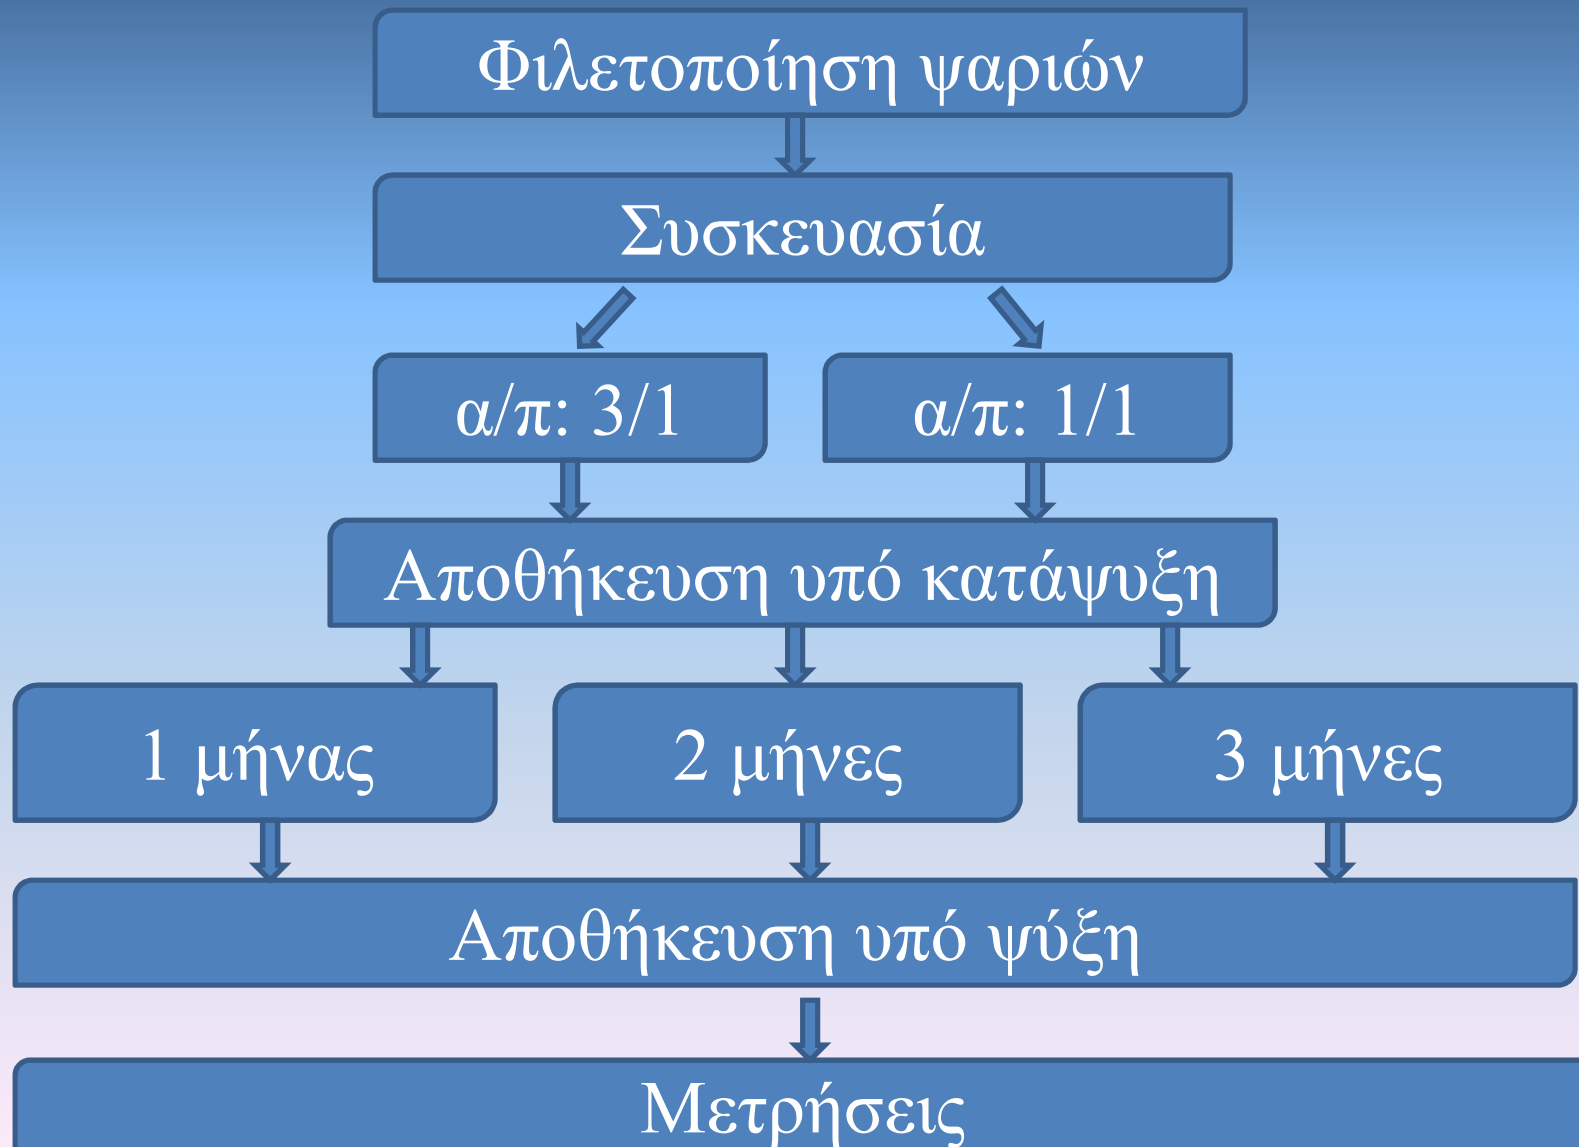 Φιλετοποίηση ψαριών
Συσκευασία
α/π: 3/1
α/π: 1/1
Αποθήκευση υπό κατάψυξη
1 μήνας
2 μήνες
3 μήνες
Αποθήκευση υπό ψύξη
Μετρήσεις